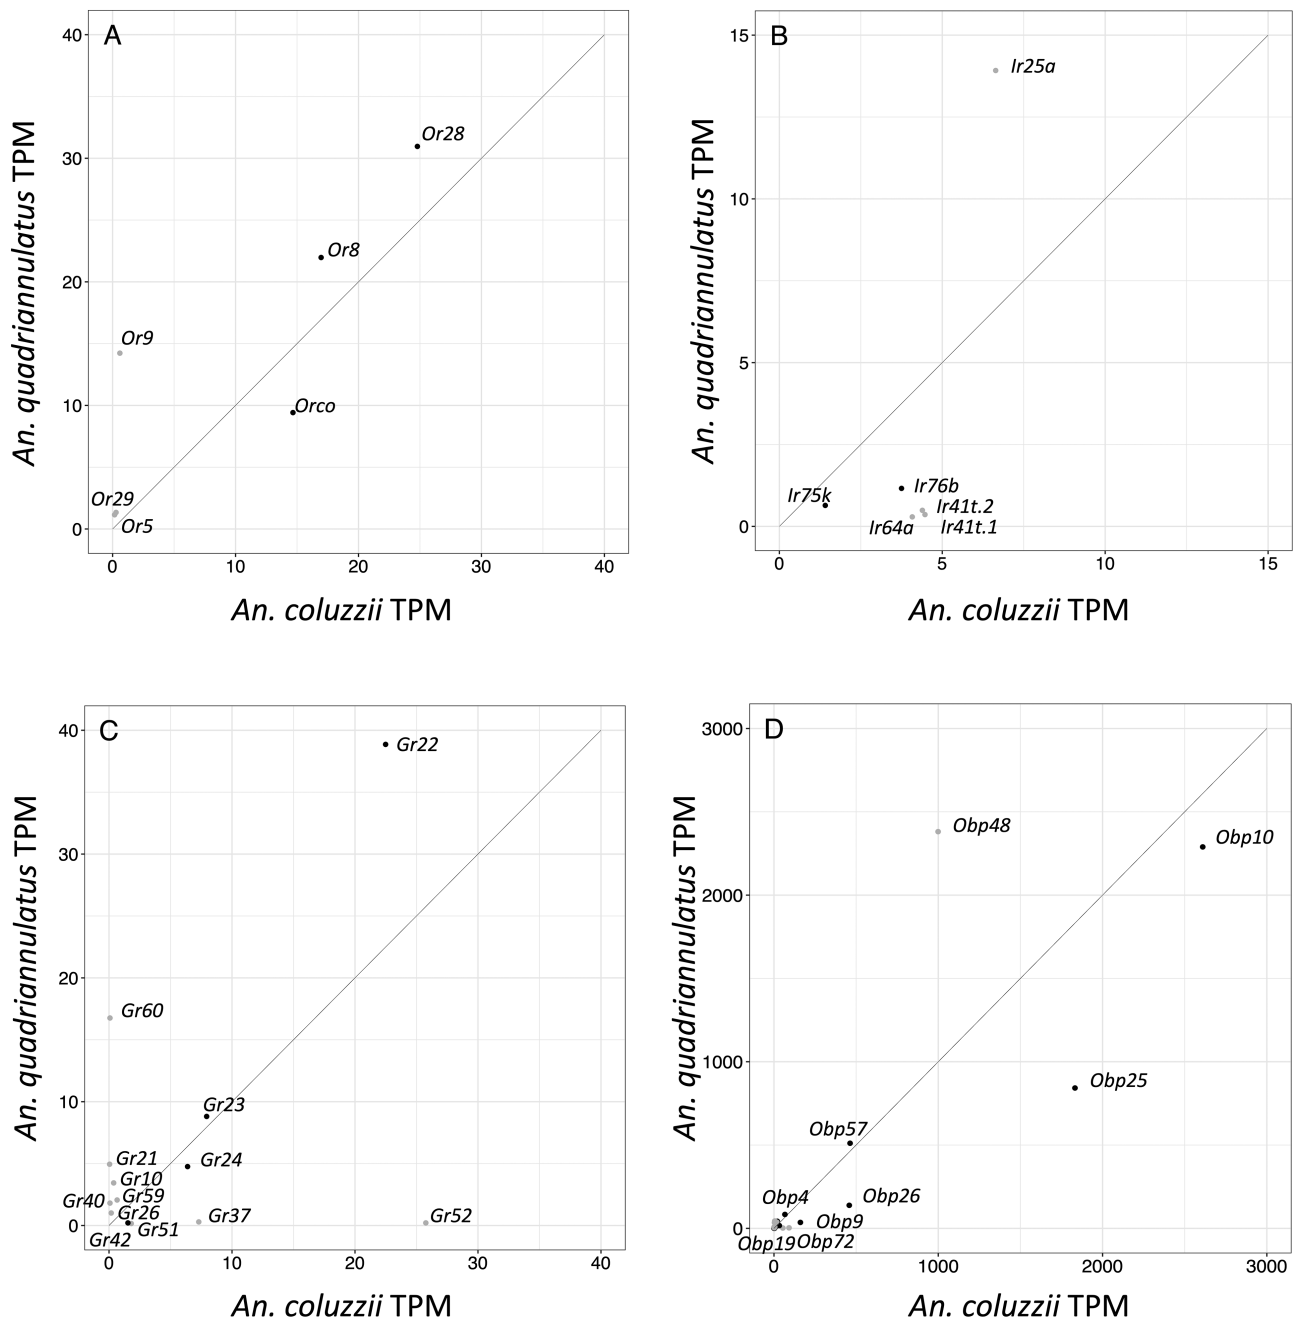 A
40
30
20
10
0
An. quadriannulatus TPM
Or28
Or8
Or9
Orco
Or29
Or5
0 10 20 30 40
An. coluzzii TPM
B
15
10
5
0
An. quadriannulatus TPM
Ir25a
Ir75k
Ir76b
Ir41t.2
Ir64a
Ir41t.1
0 5 10 15
An. coluzzii TPM
C
40
30
20
10
0
An. quadriannulatus TPM
Gr22
Gr60
Gr23
Gr21
Gr24
Gr10
Gr40
Gr59
Gr26
Gr37
Gr52
Gr51
Gr42
0 10 20 30 40
An. coluzzii TPM
D
3000
2000
1000
0
An. quadriannulatus TPM
Obp48
Obp10
Obp25
Obp57
Obp4
Obp26
Obp9
Obp19
Obp72
0 1000 2000 3000
An. coluzzii TPM